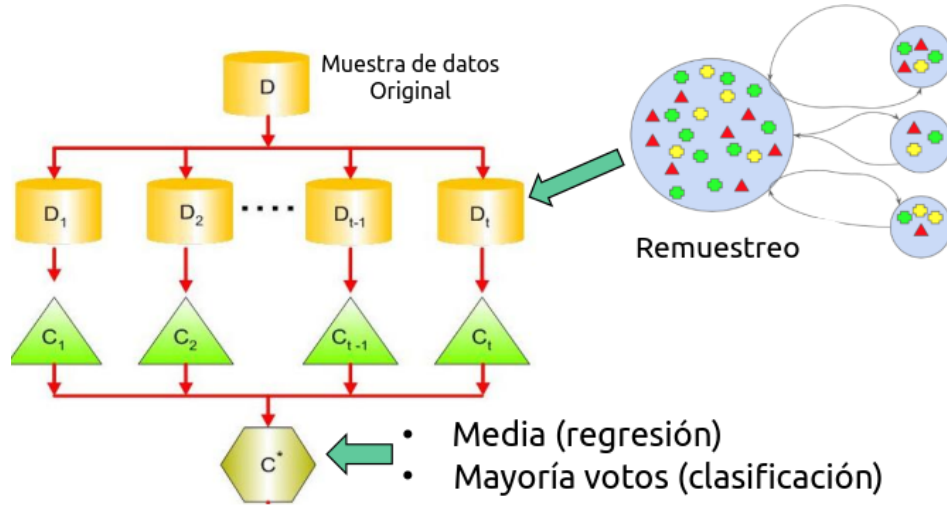 Muestra de datos
Original
D
D1
D2
....
Dt-1
Dt
Remuestreo
C1
C2
Ct-1
Ct
C*
• Media (regresión)
• Mayoría votos (clasificación)